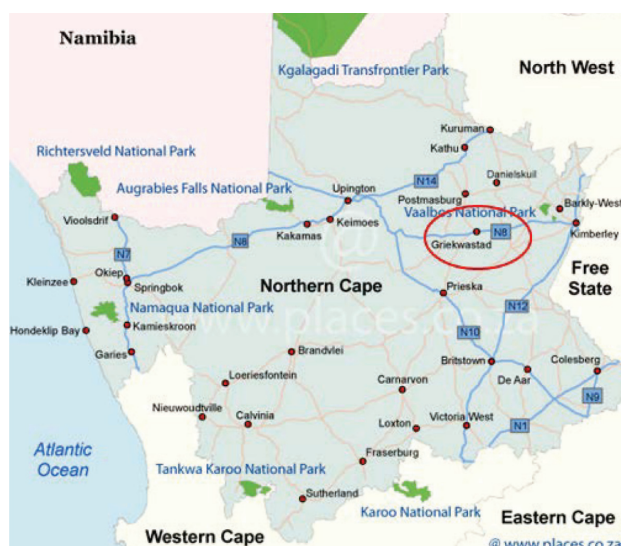 Namibia
Kgalagadi Transfrontier Park
North West
Kuruman
Kathu
Richtersveld National Park
Danielskuil
N14
Augrabies Falls National Park
Upington
Postmasburg
Barkly-West
Vaalbos National Park
Vioolsdrif
Keimoes
Kakamas
N8
Griekwastad
Kimberley
N7
N8
Okiep
Kleinzee
Springbok
Northern Cape
Prieska
Free
State
Namaqua National Park
N12
www.places.co.za
Hondeklip Bay
Kamieskroon
N10
Garies
Brandvlei
Britstown
Colesberg
Loeriesfontein
De Aar
Carnarvon
N9
Nieuwoudtville
Calvinia
Victoria West
N1
Loxton
Atlantic
Ocean
Fraserburg
Tankwa Karoo National Park
Sutherland
Karoo National Park
Western Cape
Eastern Cape
@ www.places.co.za